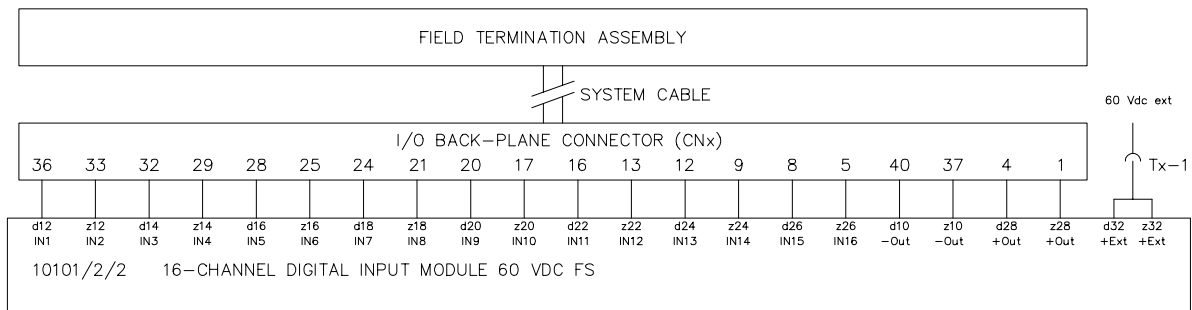 FIELD TERMINATION ASSEMBLY
SYSTEM CABLE
60 Vdc ext
I/O BACK-PLANE CONNECTOR (CNx)
36 33 32 29 28 25 24 21 20 17 16 13 12 9 8 5 40 37 4 1
Tx-1
d12 z12 d14 z14 d16 z16 d18 z18 d20 z20 d22 z22 d24 z24 d26 z26 d10 z10 d28 z28 d32 z32
IN1 IN2 IN3 IN4 IN5 IN6 IN7 IN8 IN9 IN10 IN11 IN12 IN13 IN14 IN15 IN16 -Out -Out +Out +Out +Ext +Ext
10101/2/2 16-CHANNEL DIGITAL INPUT MODULE 60 VDC FS